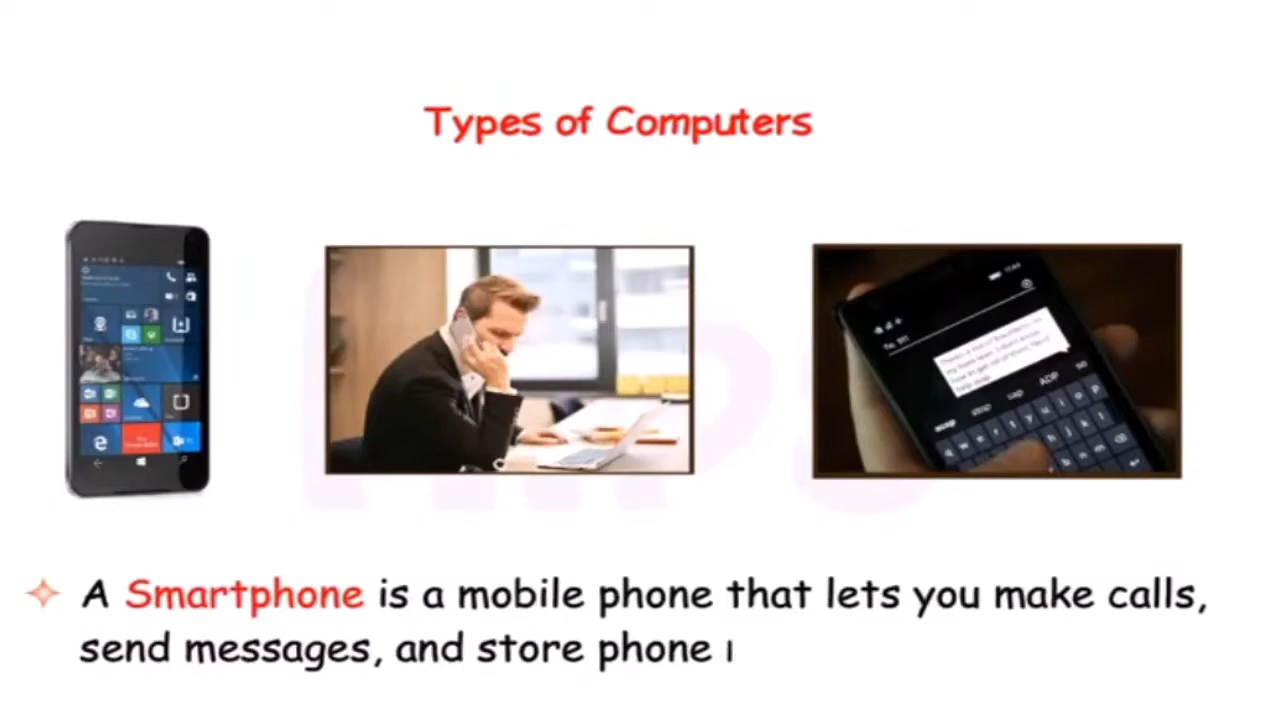 Types of Computers
A Smartphone is a mobile phone that lets you make calls,
send messages, and store phone